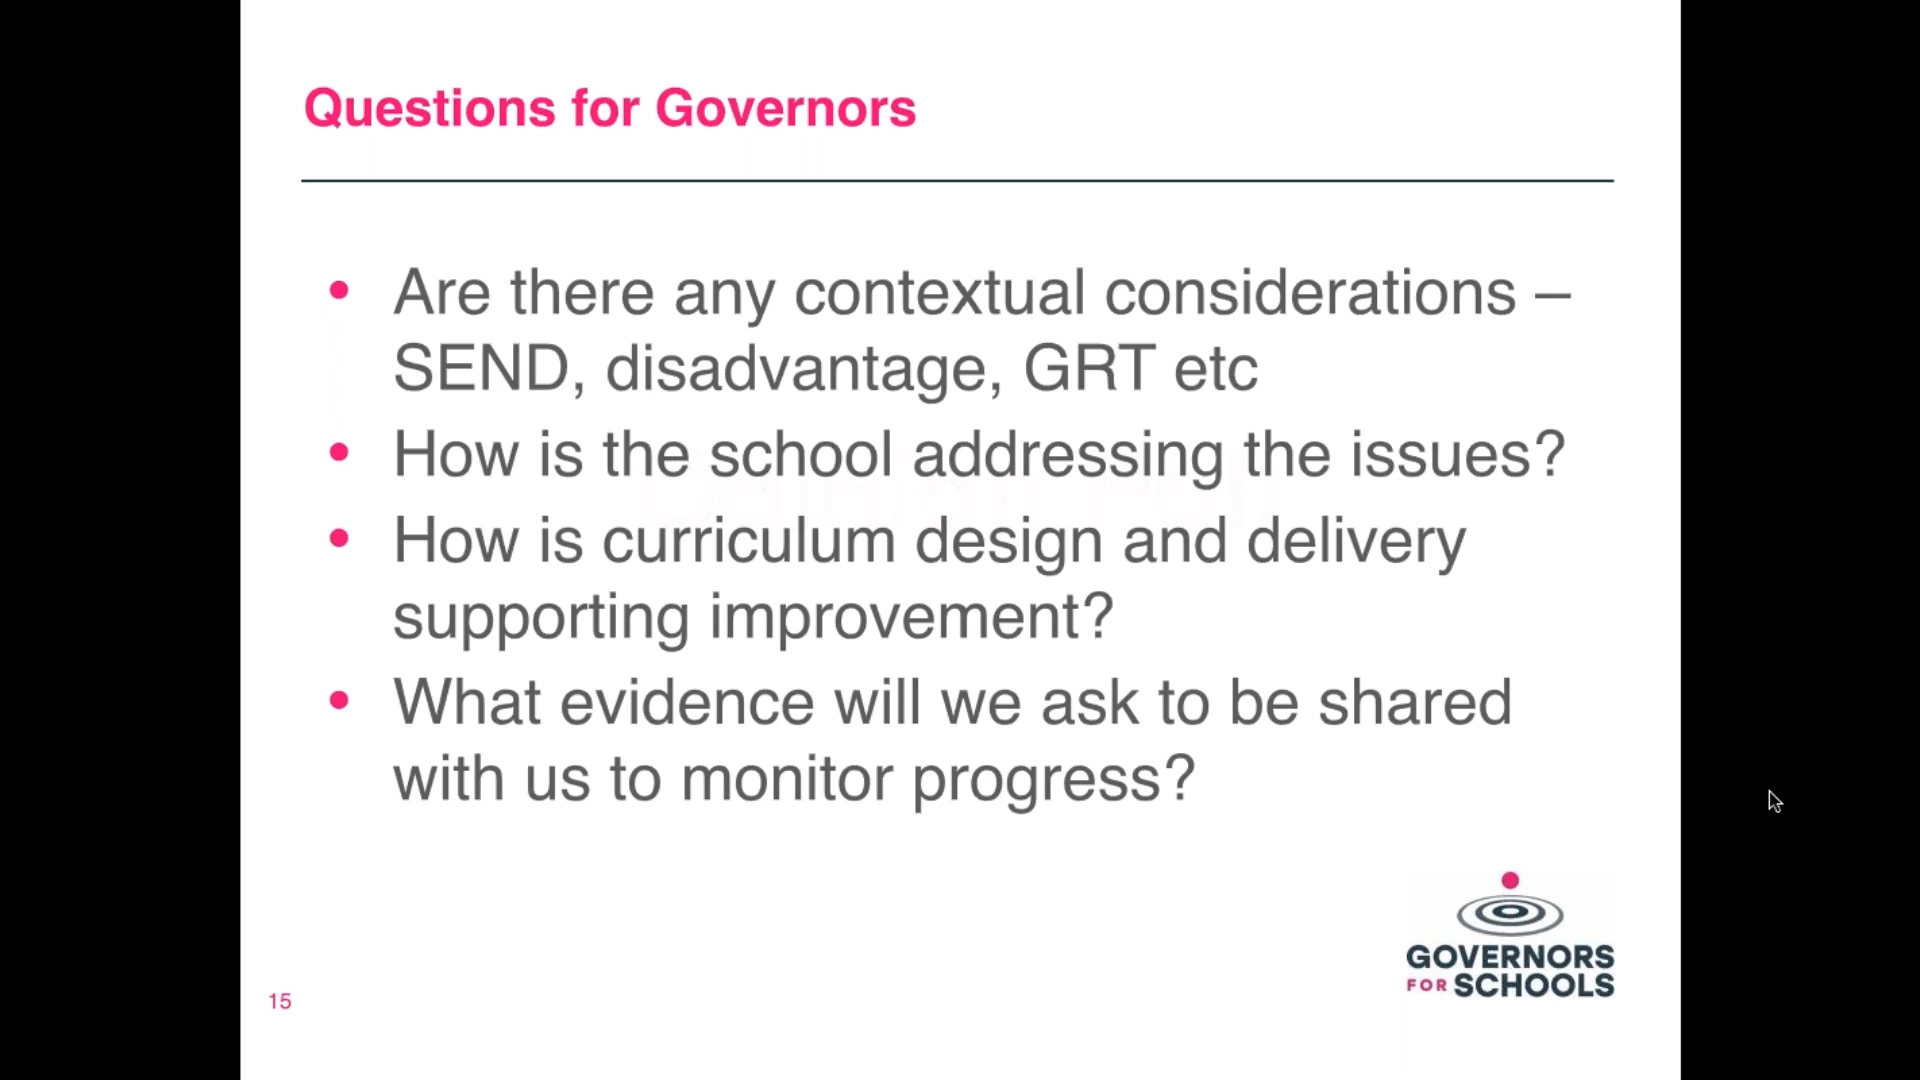 Questions for Governors
• Are there any contextual considerations –
SEND, disadvantage, GRT etc
• How is the school addressing the issues?
• How is curriculum design and delivery
supporting improvement?
• What evidence will we ask to be shared
with us to monitor progress?
GOVERNORS
FOR SCHOOLS
15